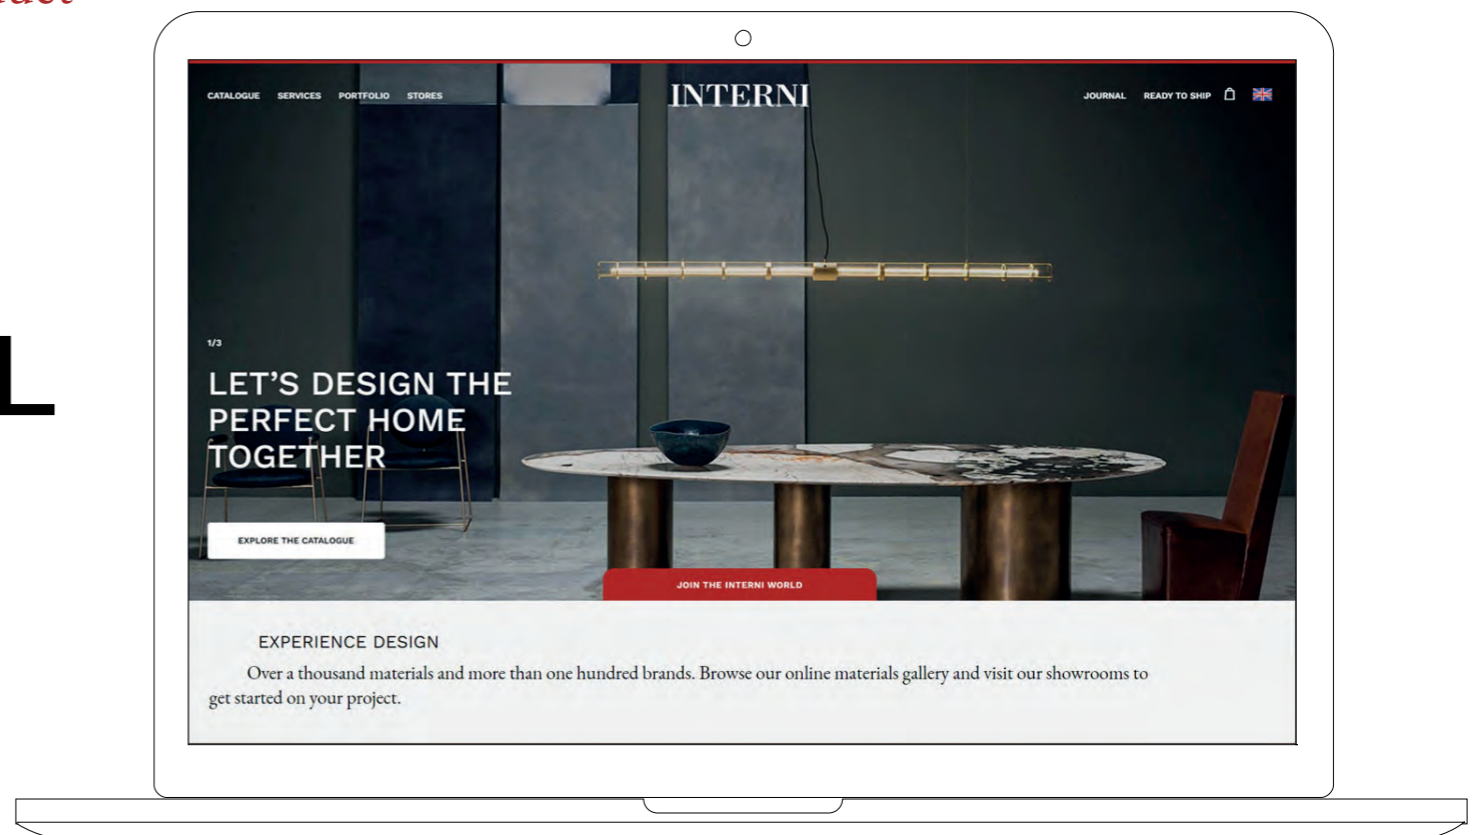 CATALOGUE SERVICES PORTFOLIO STORES INTERNI JOURNAL READY TO SHIP
1/3
LET’S DESIGN THE
PERFECT HOME
TOGETHER
EXPLORE THE CATALOGUE
JOIN THE INTERNI WORLD
EXPERIENCE DESIGN
Over a thousand materials and more than one hundred brands. Browse our online materials gallery and visit our showrooms to
get started on your project.
L